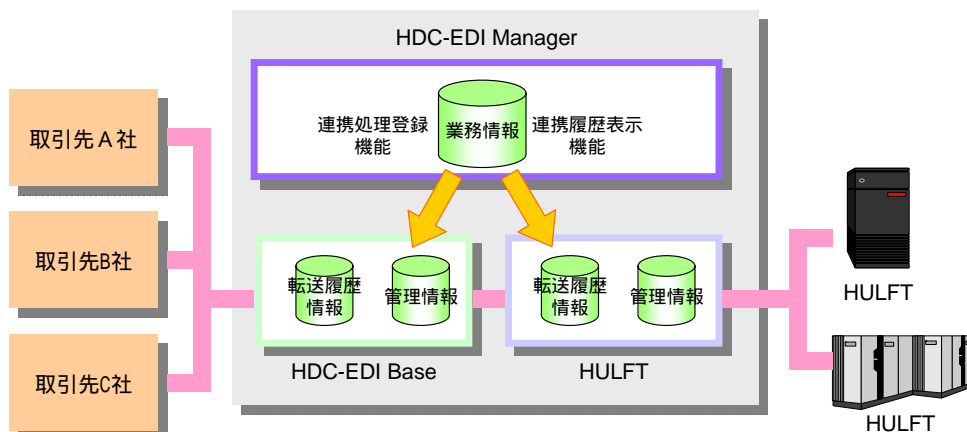 HDC-EDI Manager
連携処理登録
機能
業務情報
連携履歴表示
機能
取引先A社
取引先B社
取引先C社
転送履歴
情報
管理情報
HDC-EDI Base
転送履歴
情報
管理情報
HULFT
HULFT
HULFT